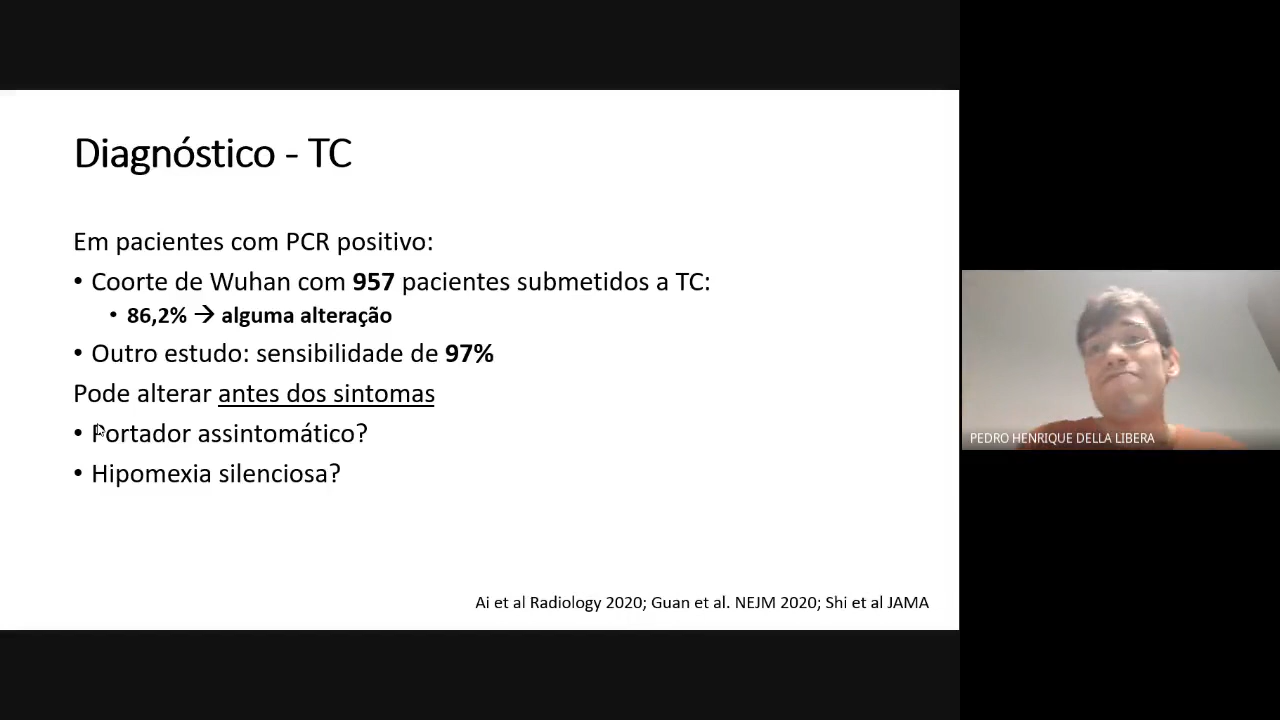 Diagnóstico - TC
Em pacientes com PCR positivo:
• Coorte de Wuhan com 957 pacientes submetidos a TC:
• 86,2% → alguma alteração
• Outro estudo: sensibilidade de 97%
Pode alterar antes dos sintomas
• Portador assintomático?
• Hipomexia silenciosa?
Ai et al Radiology 2020; Guan et al. NEJM 2020; Shi et al JAMA
PEDRO HENRIQUE DELLA LIBERA